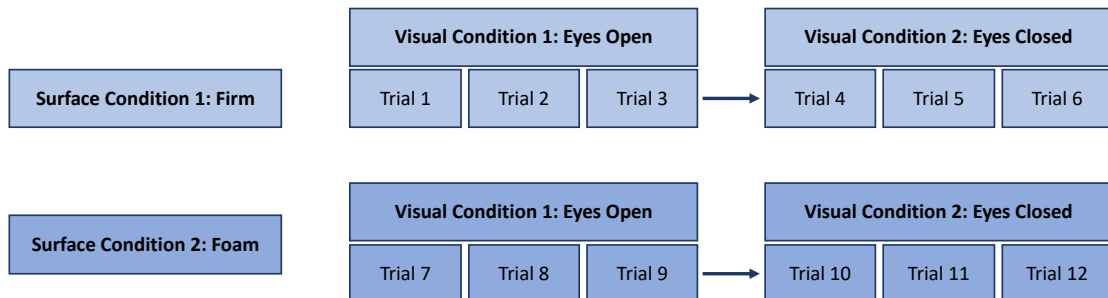 Visual Condition 1: Eyes Open
Visual Condition 2: Eyes Closed
Surface Condition 1: Firm
Trial 1
Trial 2
Trial 3
Trial 4
Trial 5
Trial 6
Visual Condition 1: Eyes Open
Visual Condition 2: Eyes Closed
Surface Condition 2: Foam
Trial 7
Trial 8
Trial 9
Trial 10
Trial 11
Trial 12